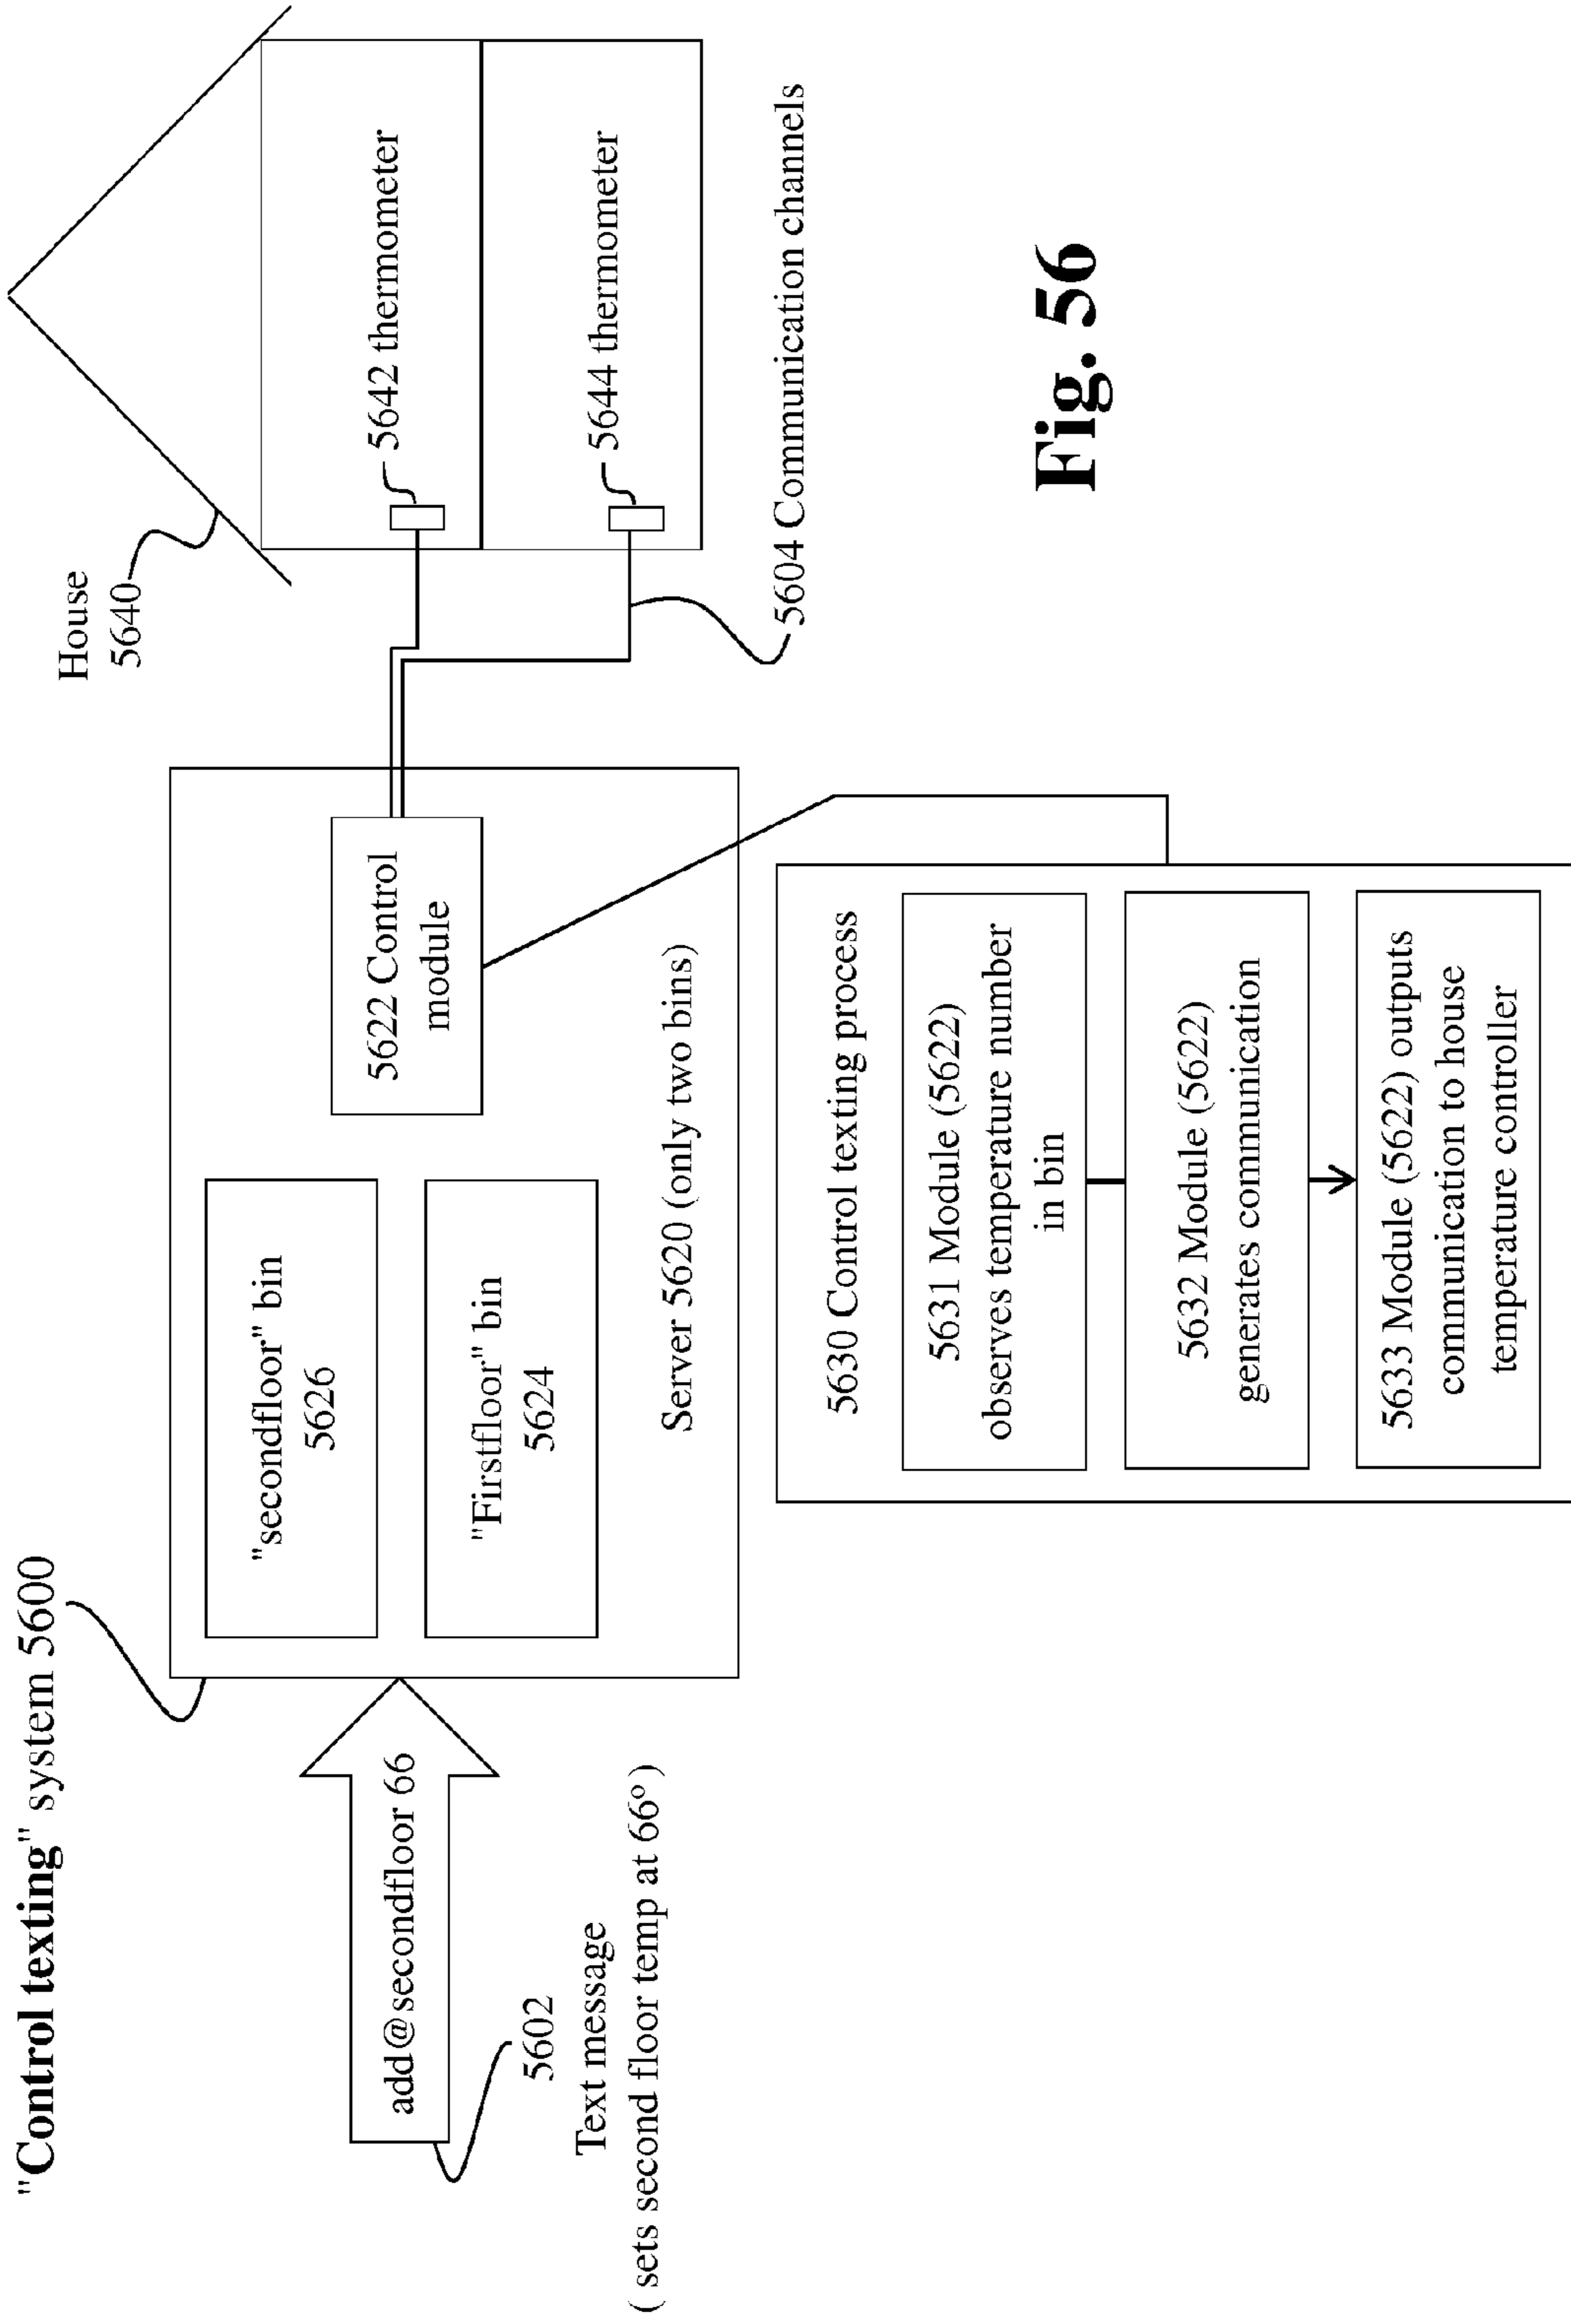 "Control texting" system 5600
House
5640
5642 thermometer
5644 thermometer
5604 Communication channels
"secondfloor" bin
5626
"Firstfloor" bin
5624
5622 Control
module
Server 5620 (only two bins)
add@secondfloor 66
5602
Text message
( sets second floor temp at 66º )
5630 Control texting process
5631 Module (5622)
observes temperature number
in bin
5632 Module (5622)
generates communication
5633 Module (5622) outputs
communication to house
temperature controller
Fig. 56